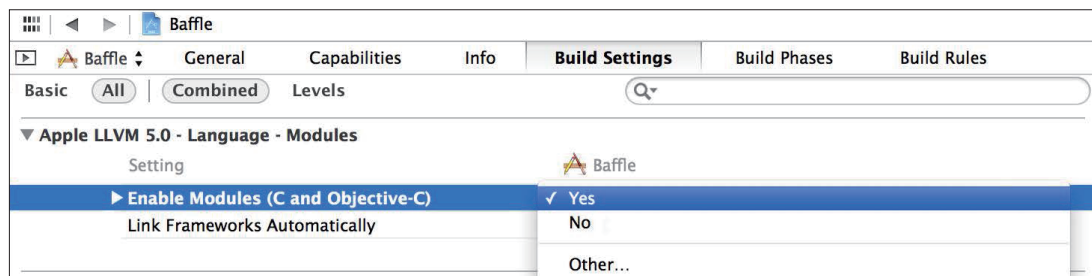 Baffle
Baffle General Capabilities Info Build Settings Build Phases Build Rules
Basic All Combined Levels
Apple LLVM 5.0 - Language - Modules
Setting Baffle
Enable Modules (C and Objective-C) ✓ Yes
Link Frameworks Automatically No
Other...